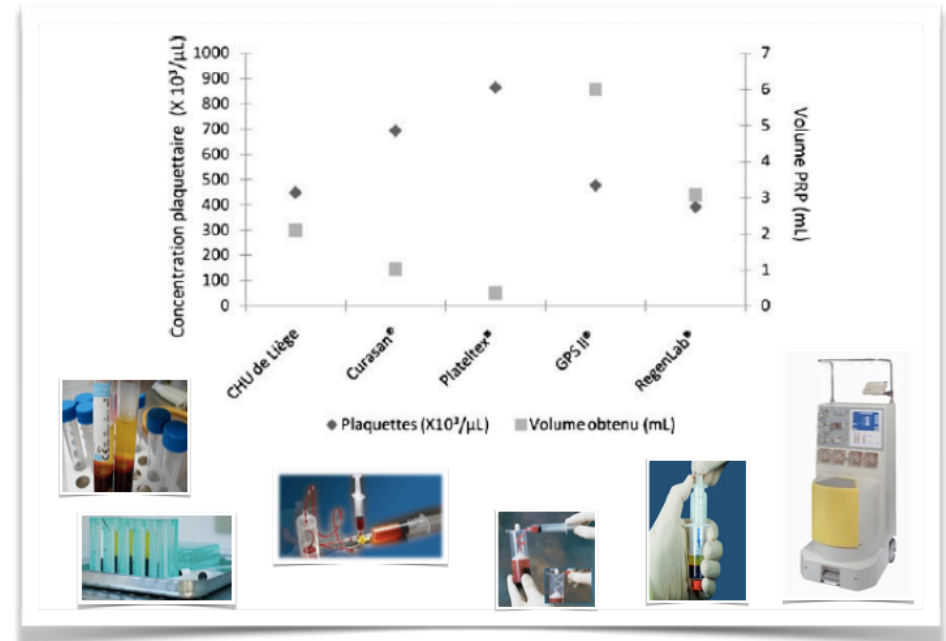 Concentration plaquettaire (X 10³/µL)
1000
900
800
700
600
500
400
300
200
100
0
7
6
5
4
3
2
1
0
Volume PRP (mL)
CHU de Liège
Curasan®
Plateltex®
GPS II®
RegenLab®
Plaquettes (X10³/µL)
Volume obtenu (mL)